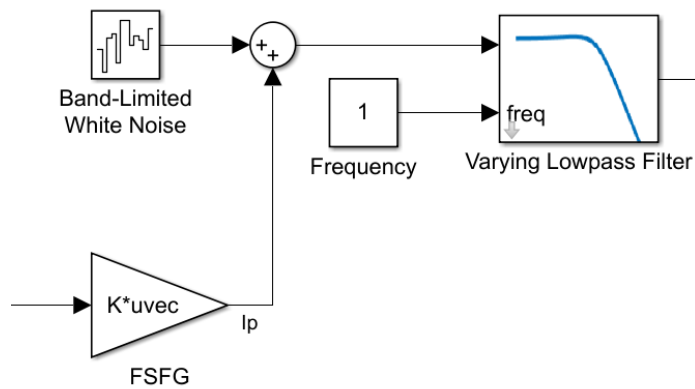 ++
Band-Limited
White Noise
1
Frequency
freq
Varying Lowpass Filter
K*uvec
Ip
FSFG